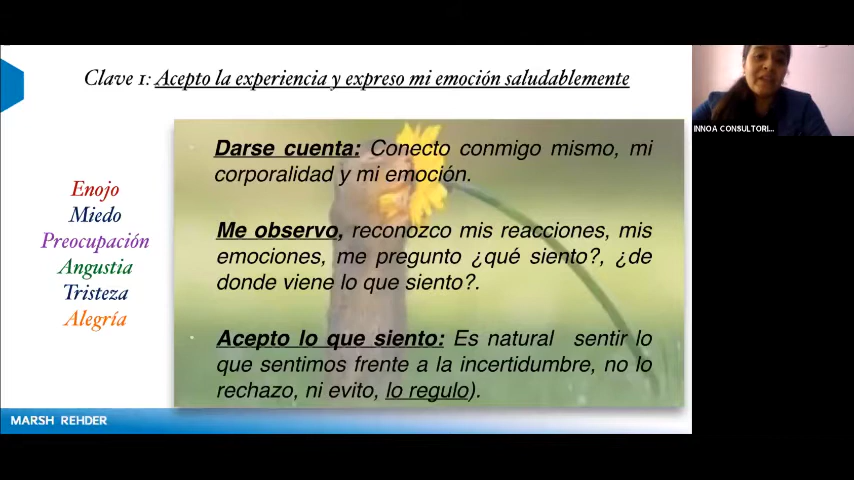 Clave 1: Acepto la experiencia y expreso mi emoción saludablemente
Enojo
Miedo
Preocupación
Angustia
Tristeza
Alegría
Darse cuenta: Conecto conmigo mismo, mi
corporalidad y mi emoción.
Me observo, reconozco mis reacciones, mis
emociones, me pregunto ¿qué siento?, ¿de
donde viene lo que siento?.
Acepto lo que siento: Es natural sentir lo
que sentimos frente a la incertidumbre, no lo
rechazo, ni evito, lo regulo).
MARSH REHDER
INNOA CONSULTORI...